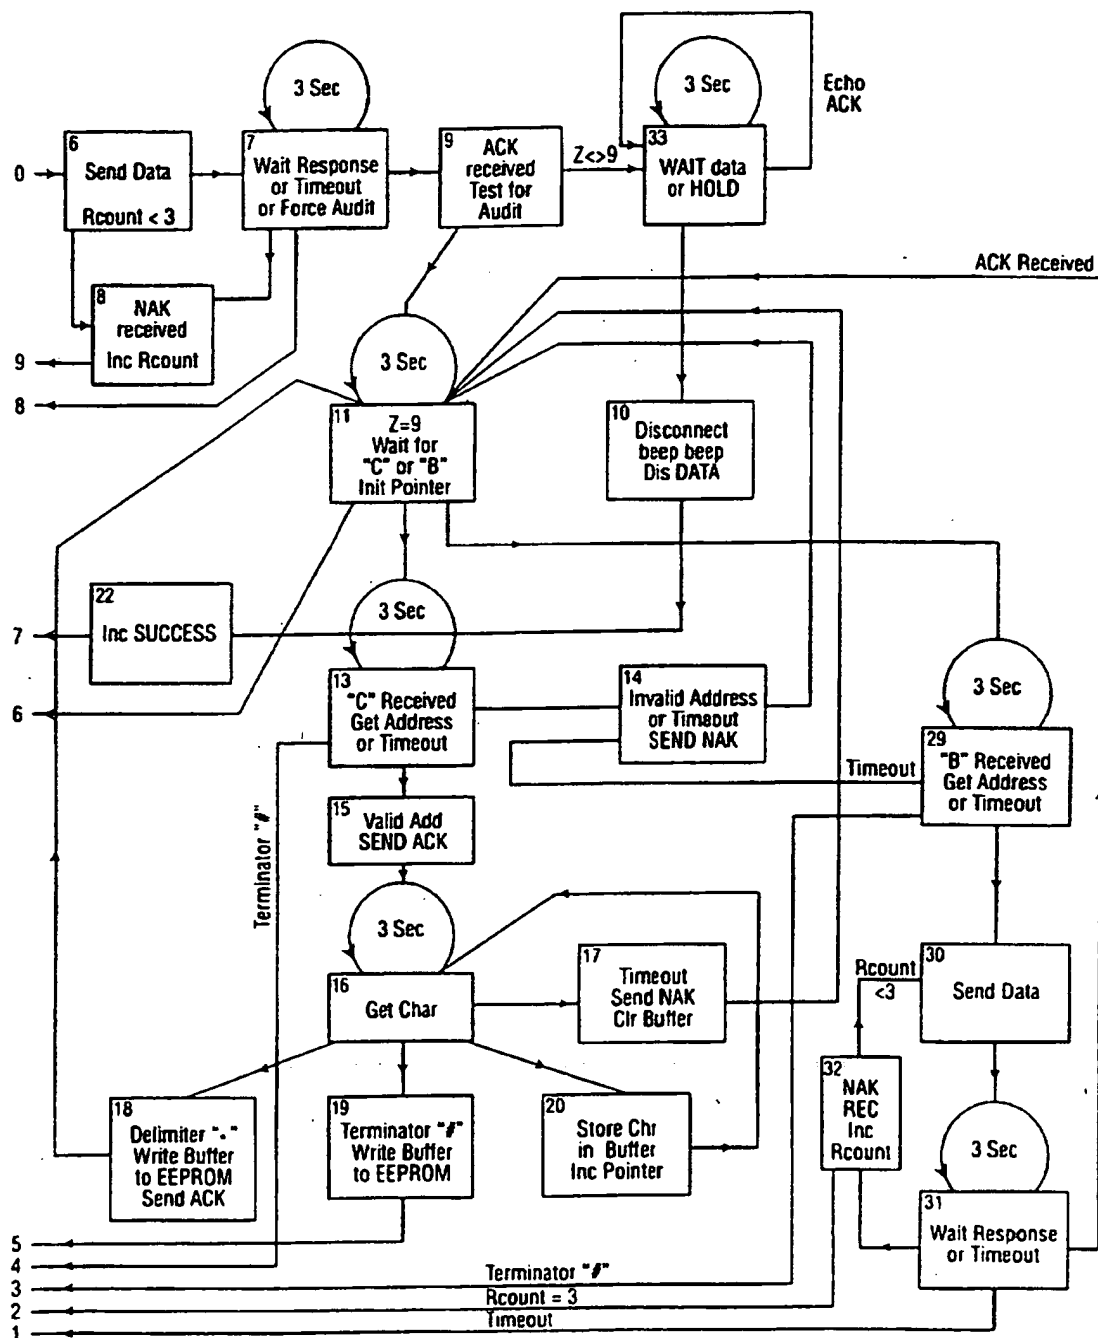 3 Sec
3 Sec
Echo
ACK
0
6
Send Data
Rcount < 3
7
Wait Response
or Timeout
or Force Audit
9
ACK
received
Test for
Audit
Z<>9
33
WAIT data
or HOLD
ACK Received
8
NAK
received
Inc Rcount
9
8
3 Sec
11
Z=9
Wait for
"C" or "B"
Init Pointer
10
Disconnect
beep beep
Dis DATA
22
Inc SUCCESS
7
6
3 Sec
13
"C" Received
Get Address
or Timeout
14
Invalid Address
or Timeout
SEND NAK
3 Sec
Timeout
29
"B" Received
Get Address
or Timeout
15
Valid Add
SEND ACK
Terminator "#"
3 Sec
16
Get Char
17
Timeout
Send NAK
Clr Buffer
Rcount
<3
30
Send Data
18
Delimiter "-"
Write Buffer
to EEPROM
Send ACK
19
Terminator "#"
Write Buffer
to EEPROM
20
Store Chr
in Buffer
Inc Pointer
32
NAK
REC
Inc
Rcount
3 Sec
31
Wait Response
or Timeout
5
4
3
Terminator "#"
2
Rcount = 3
1
Timeout